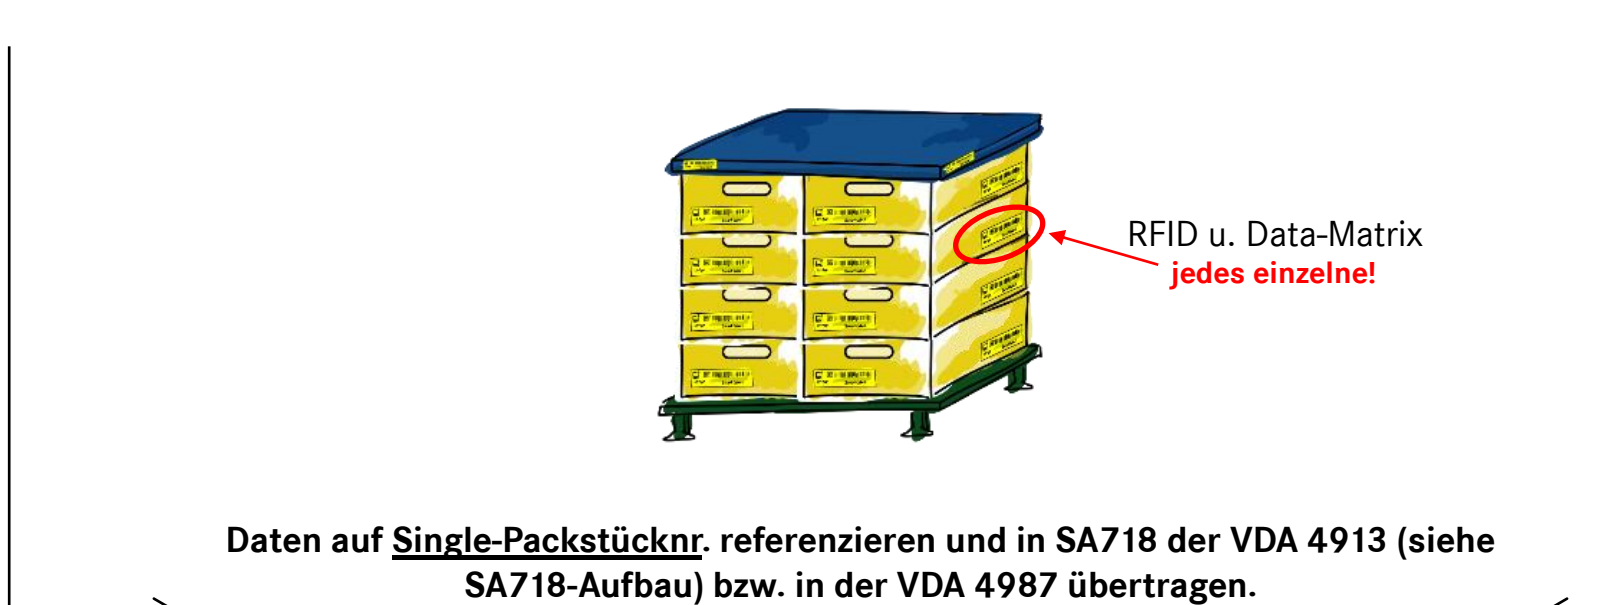 RFID u. Data-Matrix
jedes einzelne!
Daten auf Single-Packstücknr. referenzieren und in SA718 der VDA 4913 (siehe
SA718-Aufbau) bzw. in der VDA 4987 übertragen.